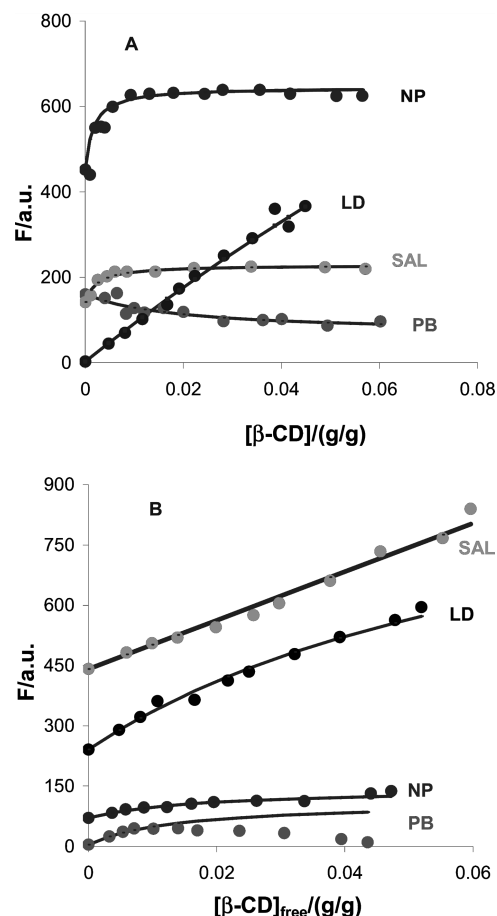 800
A
600
NP
400
LD
F/a.u.
SAL
200
PB
0
0 0.02 0.04 0.06 0.08
[β-CD]/(g/g)
900
B
750
SAL
600
LD
F/a.u.
450
300
150
NP
PB
0
0 0.02 0.04 0.06
[β-CD]free/(g/g)